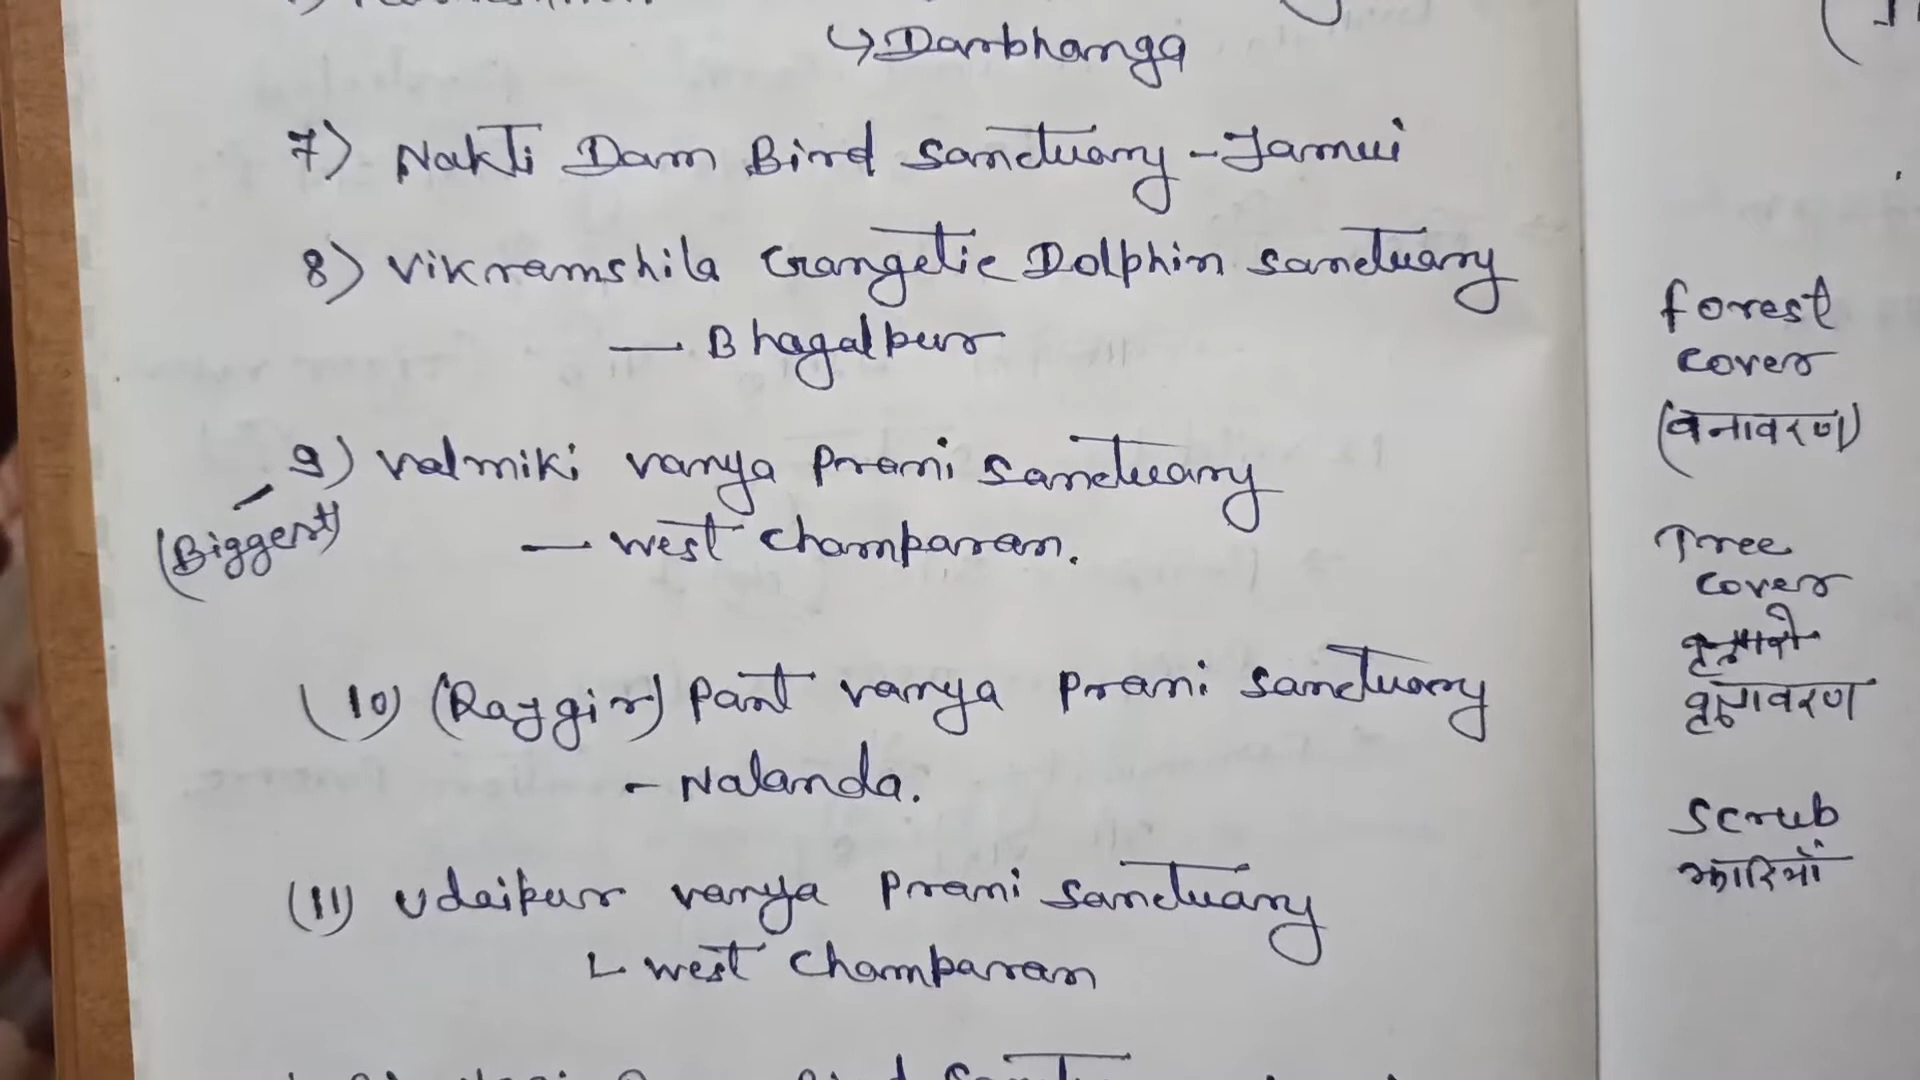 ↳ Darbhanga
7) Nakti Dam Bird Sanctuary - Jamui
8) Vikramshila Gangetic Dolphin Sanctuary
— Bhagalpur
9) Valmiki vanya Prani Sanctuary
(Biggest)
— West Champaran.
(10) (Rajgir) Pant vanya Prani Sanctuary
- Nalanda.
(11) Udaipur vanya Prani Sanctuary
∟ West Champaran
forest
cover
(वनावरण)
Tree
cover
वृक्षावरण
Scrub
झारियाँ